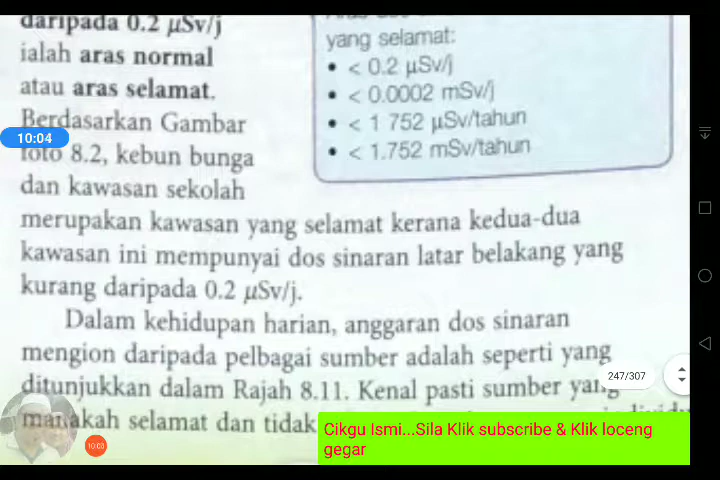 daripada 0.2 µSv/j
ialah aras normal
atau aras selamat.
Berdasarkan Gambar
foto 8.2, kebun bunga
dan kawasan sekolah
merupakan kawasan yang selamat kerana kedua-dua
kawasan ini mempunyai dos sinaran latar belakang yang
kurang daripada 0.2 µSv/j.
Dalam kehidupan harian, anggaran dos sinaran
mengion daripada pelbagai sumber adalah seperti yang
ditunjukkan dalam Rajah 8.11. Kenal pasti sumber yang
manakah selamat dan tidak
yang selamat:
• < 0.2 µSv/j
• < 0.0002 mSv/j
• < 1 752 µSv/tahun
• < 1.752 mSv/tahun
10:04
247/307
10:03
Cikgu Ismi...Sila Klik subscribe & Klik loceng
gegar